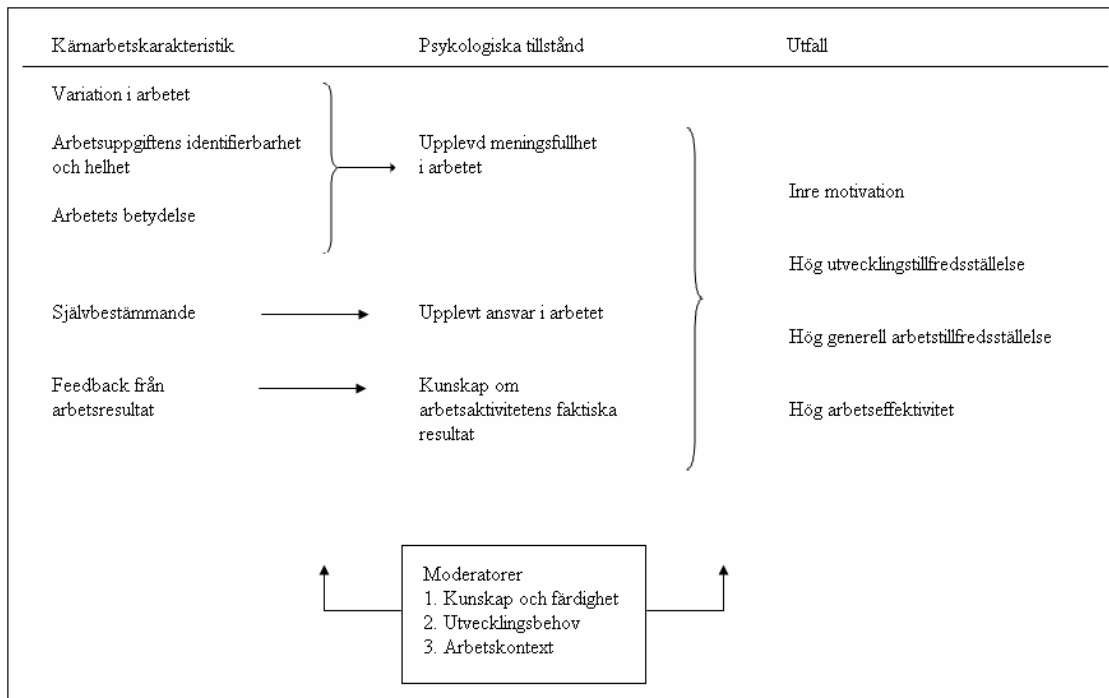 Kärnarbetskarakteristik
Psykologiska tillstånd
Utfall
Variation i arbetet
Arbetsuppgiftens identifierbarhet
och helhet
Arbetets betydelse
Upplevd meningsfullhet
i arbetet
Självbestämmande
Upplevt ansvar i arbetet
Feedback från
arbetsresultat
Kunskap om
arbetsaktivitetens faktiska
resultat
Inre motivation
Hög utvecklingstillfredsställelse
Hög generell arbetstillfredsställelse
Hög arbetseffektivitet
Moderatorer
1. Kunskap och färdighet
2. Utvecklingsbehov
3. Arbetskontext